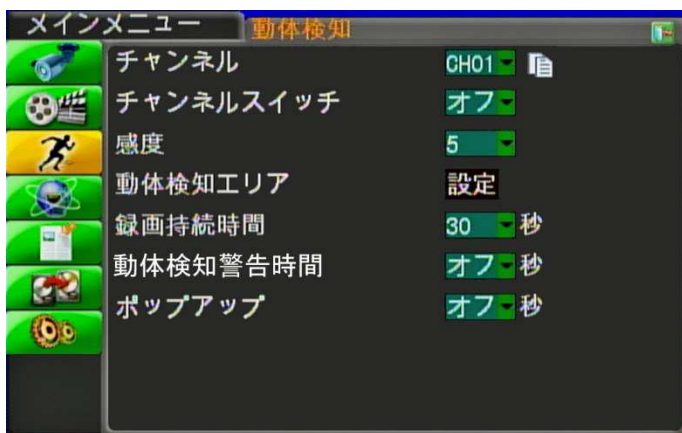 メインメニュー 動体検知
チャンネル CH01
チャンネルスイッチ オフ
感度 5
動体検知エリア 設定
録画持続時間 30 秒
動体検知警告時間 オフ 秒
ポップアップ オフ 秒